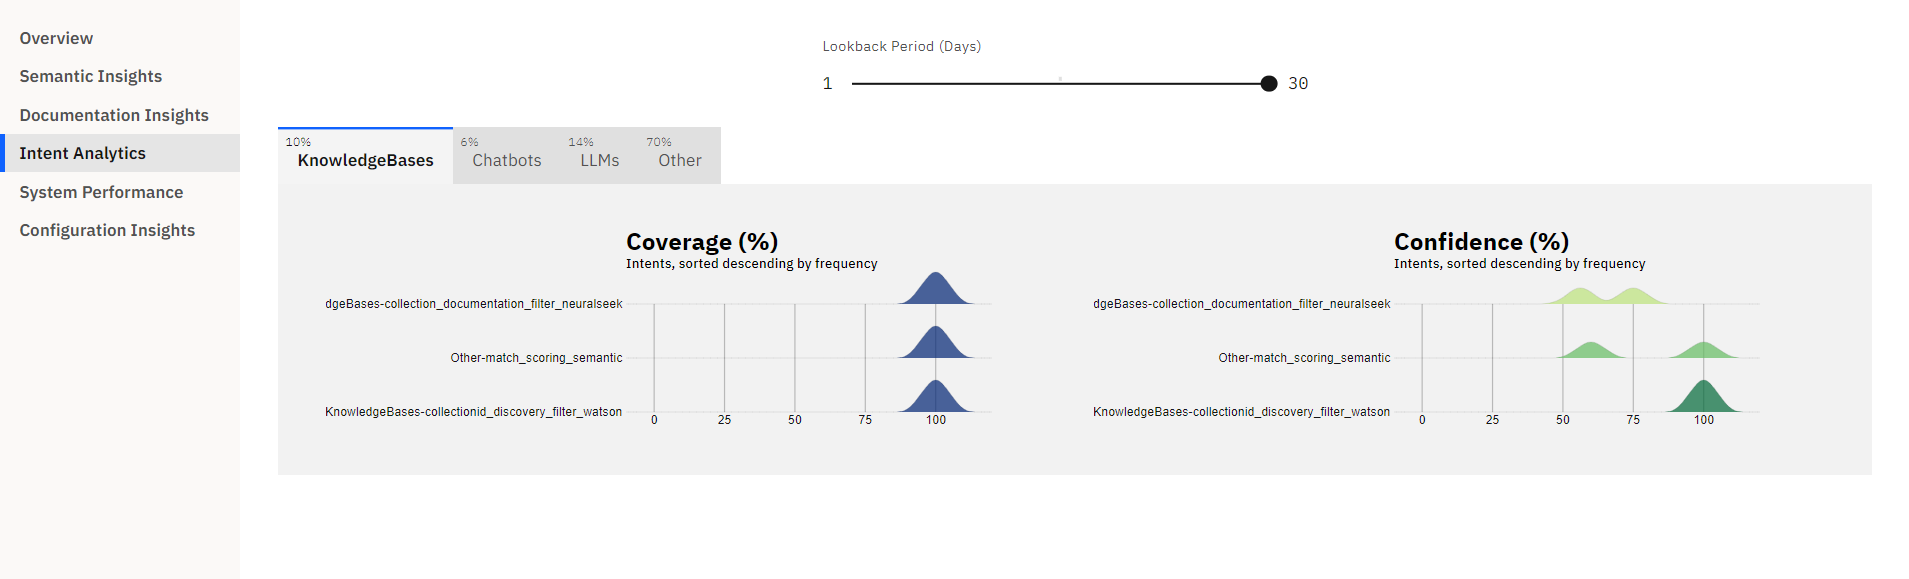 Overview
Semantic Insights
Documentation Insights
Intent Analytics
System Performance
Configuration Insights
Lookback Period (Days)
1 30
10% 6% 14% 70%
KnowledgeBases Chatbots LLMs Other
Coverage (%)
Intents, sorted descending by frequency
dgeBases-collection_documentation_filter_neuralseek
Other-match_scoring_semantic
KnowledgeBases-collectionid_discovery_filter_watson
0 25 50 75 100
Confidence (%)
Intents, sorted descending by frequency
dgeBases-collection_documentation_filter_neuralseek
Other-match_scoring_semantic
KnowledgeBases-collectionid_discovery_filter_watson
0 25 50 75 100